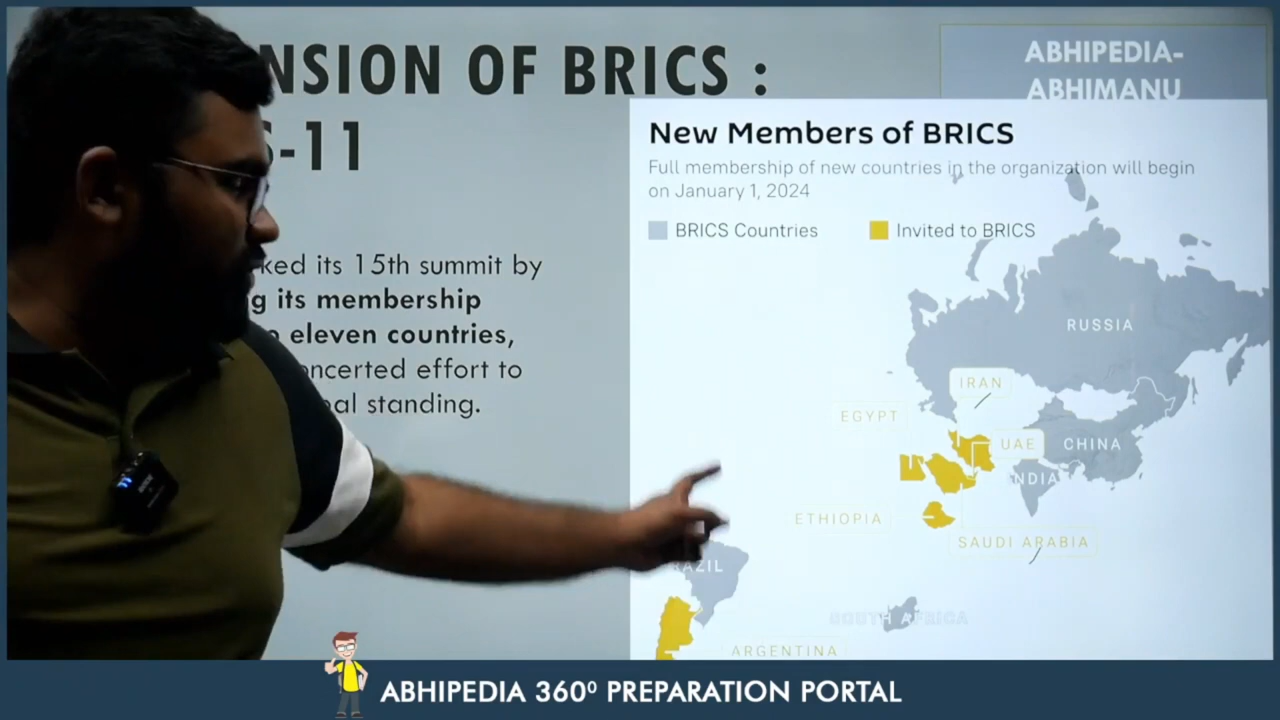 NSION OF BRICS :
-11
ked its 15th summit by
g its membership
eleven countries,
ncerted effort to
al standing.
ABHIPEDIA-
ABHIMANU
New Members of BRICS
Full membership of new countries in the organization will begin
on January 1, 2024
BRICS Countries
Invited to BRICS
RUSSIA
IRAN
EGYPT
UAE
CHINA
NDIA
ETHIOPIA
SAUDI ARABIA
AZIL
SOUTH AFRICA
ARGENTINA
ABHIPEDIA 360⁰ PREPARATION PORTAL